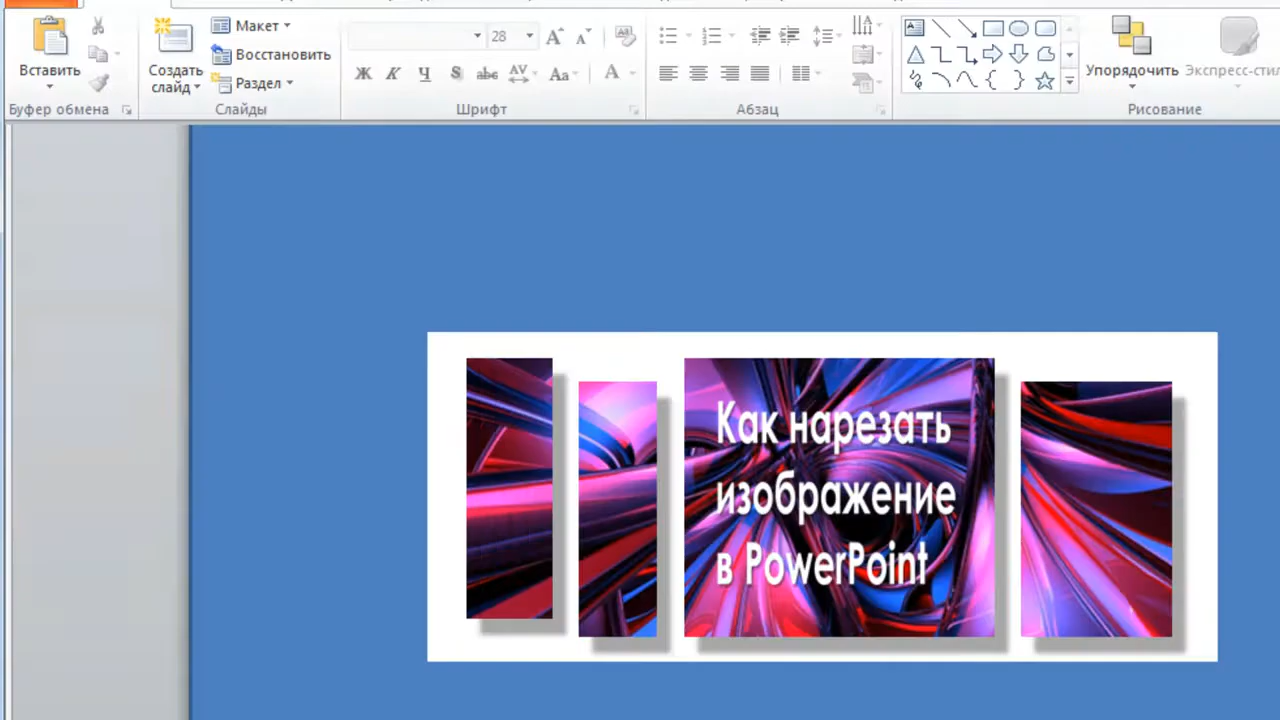 Вставить
Буфер обмена
Создать
слайд
Макет
Восстановить
Раздел
Слайды
28
Ж К Ч S abc AV Aa A
Шрифт
Абзац
Упорядочить
Экспресс-стил
Рисование
Как нарезать
изображение
в PowerPoint